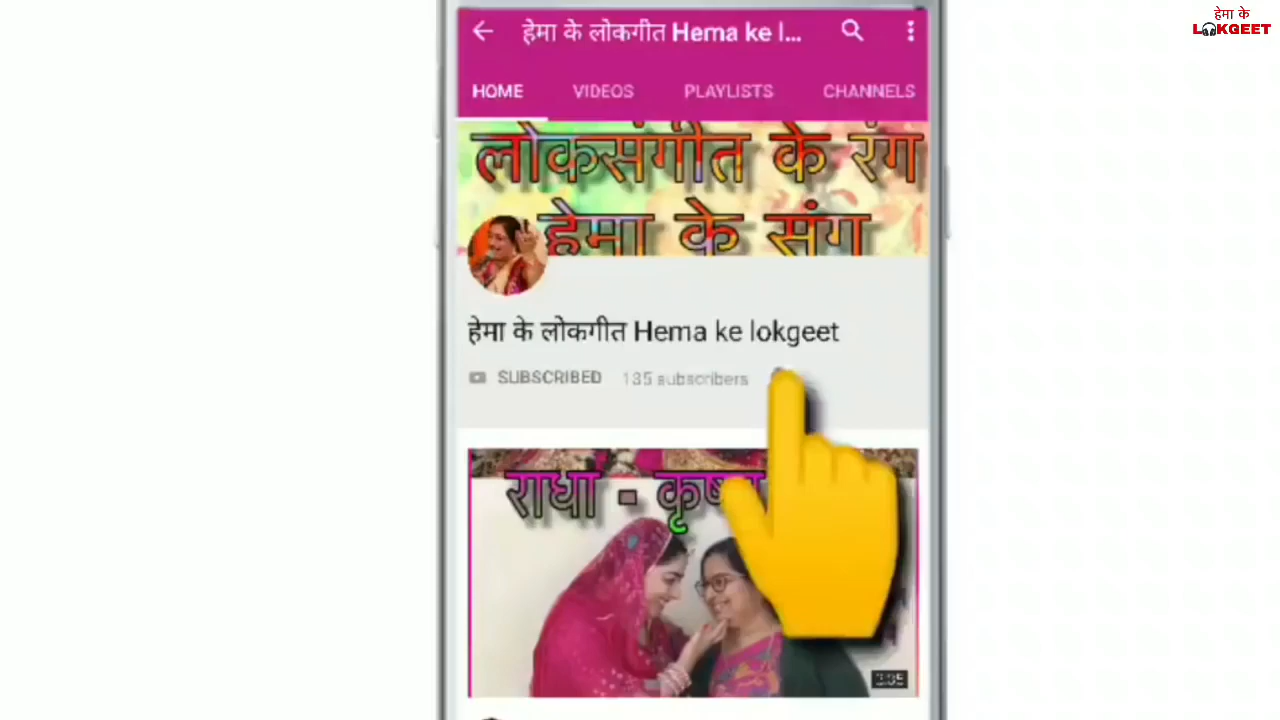 हेमा के
LOKGEET
हेमा के लोकगीत Hema ke l...
HOME VIDEOS PLAYLISTS CHANNELS
लोकसंगीत के रंग
हेमा के संग
हेमा के लोकगीत Hema ke lokgeet
SUBSCRIBED 135 subscribers
राधा -